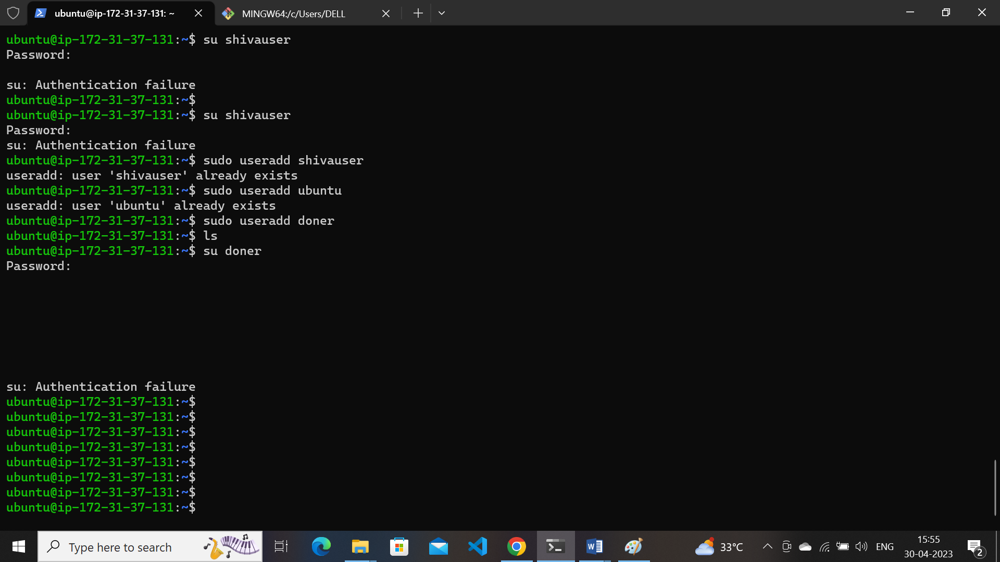 ubuntu@ip-172-31-37-131: ~
MINGW64:/c/Users/DELL
ubuntu@ip-172-31-37-131:~$ su shivauser
Password:
su: Authentication failure
ubuntu@ip-172-31-37-131:~$
ubuntu@ip-172-31-37-131:~$ su shivauser
Password:
su: Authentication failure
ubuntu@ip-172-31-37-131:~$ sudo useradd shivauser
useradd: user 'shivauser' already exists
ubuntu@ip-172-31-37-131:~$ sudo useradd ubuntu
useradd: user 'ubuntu' already exists
ubuntu@ip-172-31-37-131:~$ sudo useradd doner
ubuntu@ip-172-31-37-131:~$ ls
ubuntu@ip-172-31-37-131:~$ su doner
Password:
su: Authentication failure
ubuntu@ip-172-31-37-131:~$
ubuntu@ip-172-31-37-131:~$
ubuntu@ip-172-31-37-131:~$
ubuntu@ip-172-31-37-131:~$
ubuntu@ip-172-31-37-131:~$
ubuntu@ip-172-31-37-131:~$
ubuntu@ip-172-31-37-131:~$
ubuntu@ip-172-31-37-131:~$
Type here to search
33°C
ENG
15:55
30-04-2023
2